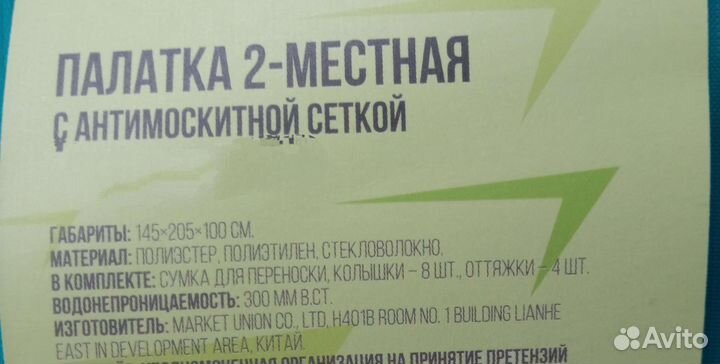 ПАЛАТКА 2-МЕСТНАЯ
С АНТИМОСКИТНОЙ СЕТКОЙ
ГАБАРИТЫ: 145×205×100 СМ.
МАТЕРИАЛ: ПОЛИЭСТЕР, ПОЛИЭТИЛЕН, СТЕКЛОВОЛОКНО.
В КОМПЛЕКТЕ: СУМКА ДЛЯ ПЕРЕНОСКИ, КОЛЫШКИ – 8 ШТ., ОТТЯЖКИ – 4 ШТ.
ВОДОНЕПРОНИЦАЕМОСТЬ: 300 ММ В.СТ.
ИЗГОТОВИТЕЛЬ: MARKET UNION CO., LTD, H401B ROOM NO. 1 BUILDING LIANHE
EAST IN DEVELOPMENT AREA, КИТАЙ.
УПОЛНОМОЧЕННАЯ ОРГАНИЗАЦИЯ НА ПРИНЯТИЕ ПРЕТЕНЗИЙ
Avito